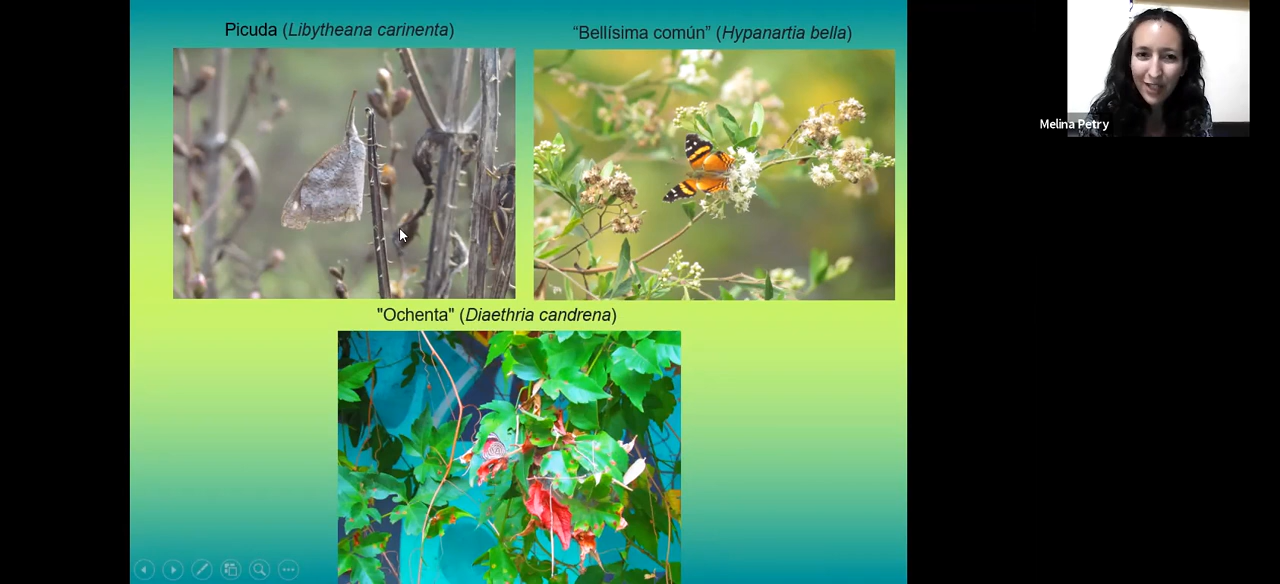 Picuda (Libytheana carinenta)
“Bellísima común” (Hypanartia bella)
"Ochenta" (Diaethria candrena)
Melina Petry